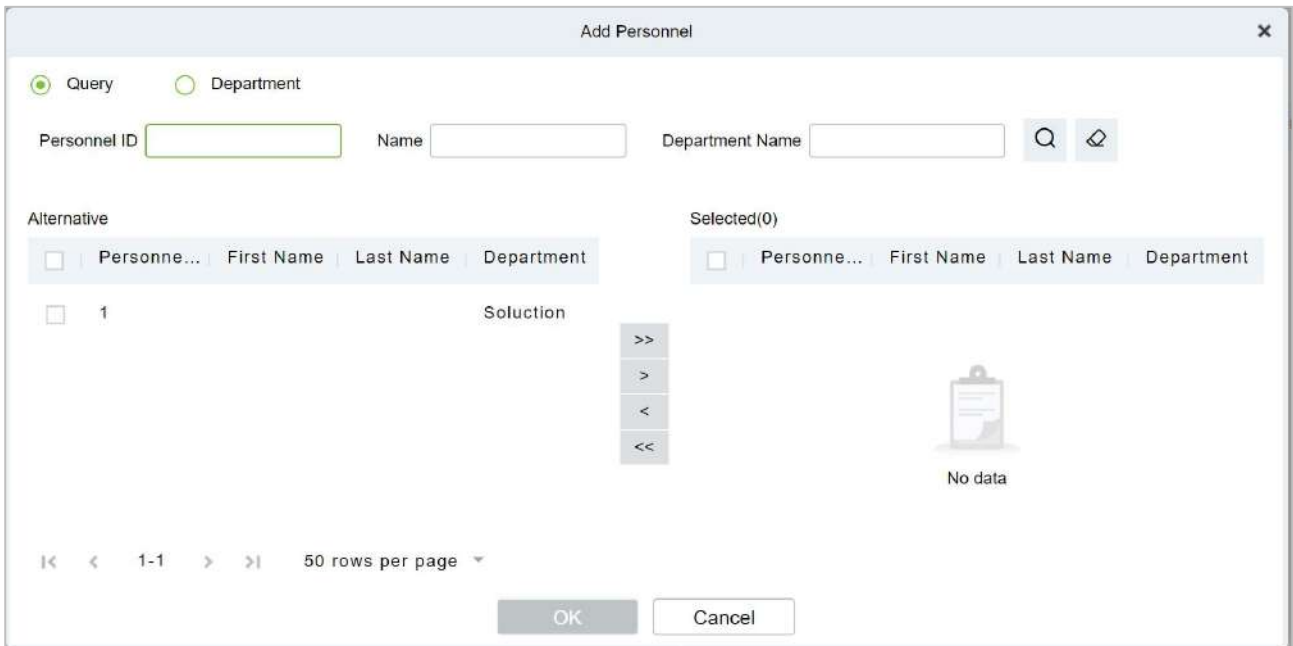 Add Personnel ×
Query Department
Personnel ID Name Department Name
Alternative Selected(0)
Personne... First Name Last Name Department Personne... First Name Last Name Department
1 Soluction
>>
>
<
<<
No data
|< < 1-1 > >| 50 rows per page
OK Cancel